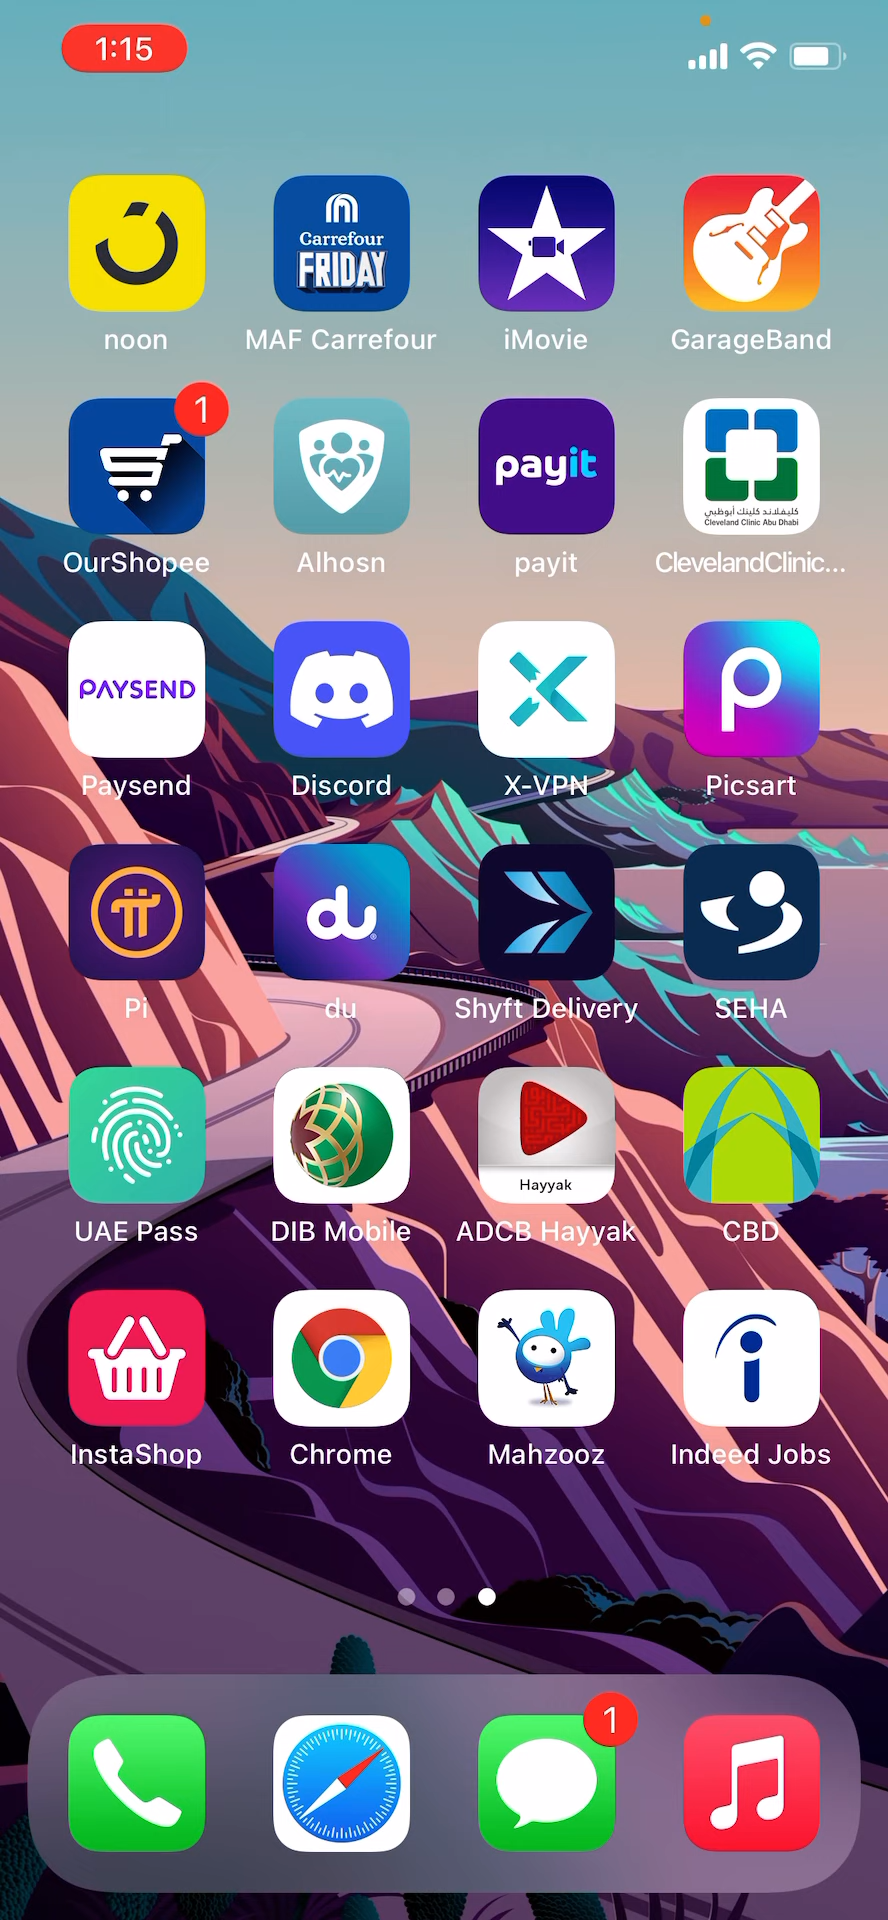 1:15
Carrefour
FRIDAY
noon
MAF Carrefour
iMovie
GarageBand
1
payit
كليفلاند كلينك أبوظبي
Cleveland Clinic Abu Dhabi
OurShopee
Alhosn
payit
ClevelandClinic...
PAYSEND
Paysend
Discord
X-VPN
Picsart
du
Pi
du
Shyft Delivery
SEHA
Hayyak
UAE Pass
DIB Mobile
ADCB Hayyak
CBD
InstaShop
Chrome
Mahzooz
Indeed Jobs
1